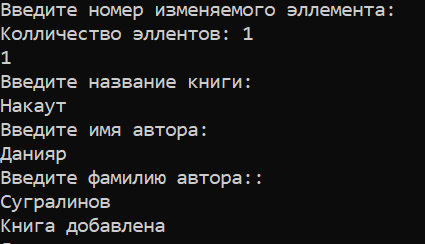 Введите номер изменяемого эллемента:
Колличество эллентов: 1
1
Введите название книги:
Накаут
Введите имя автора:
Данияр
Введите фамилию автора::
Сугралинов
Книга добавлена